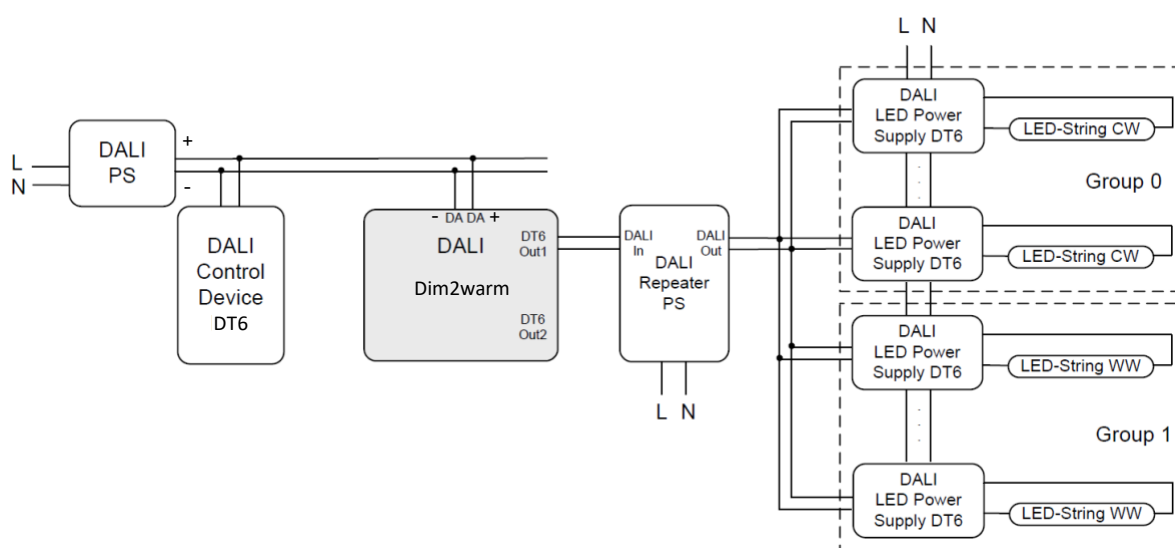 L N
DALI
LED Power
Supply DT6
LED-String CW
Group 0
DALI
LED Power
Supply DT6
LED-String CW
DALI
PS
+
-
L
N
DALI
Control
Device
DT6
- DA DA +
DALI
Dim2warm
DT6
Out1
DT6
Out2
DALI
In
DALI
Out
DALI
Repeater
PS
L N
DALI
LED Power
Supply DT6
LED-String WW
Group 1
DALI
LED Power
Supply DT6
LED-String WW